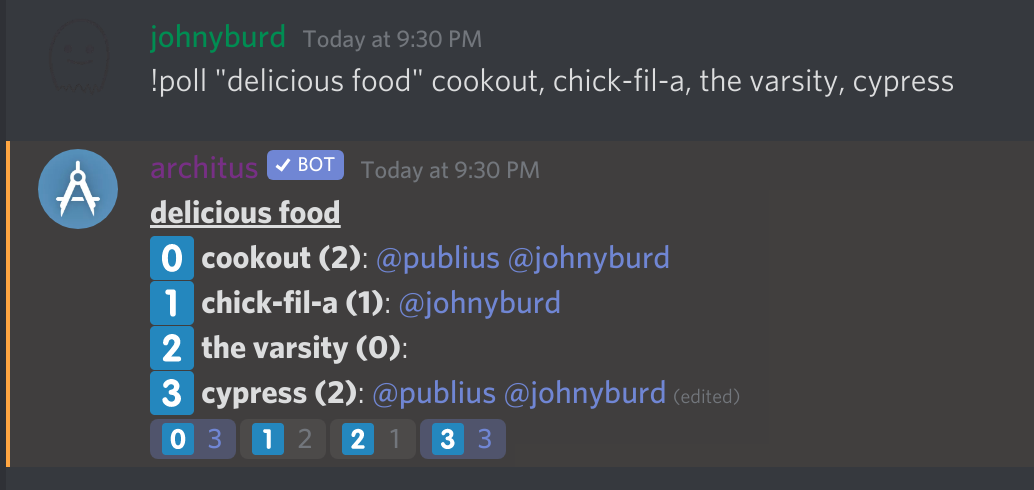 johnyburd Today at 9:30 PM
!poll "delicious food" cookout, chick-fil-a, the varsity, cypress
architus ✓ BOT Today at 9:30 PM
delicious food
0 cookout (2): @publius @johnyburd
1 chick-fil-a (1): @johnyburd
2 the varsity (0):
3 cypress (2): @publius @johnyburd (edited)
0 3 1 2 2 1 3 3